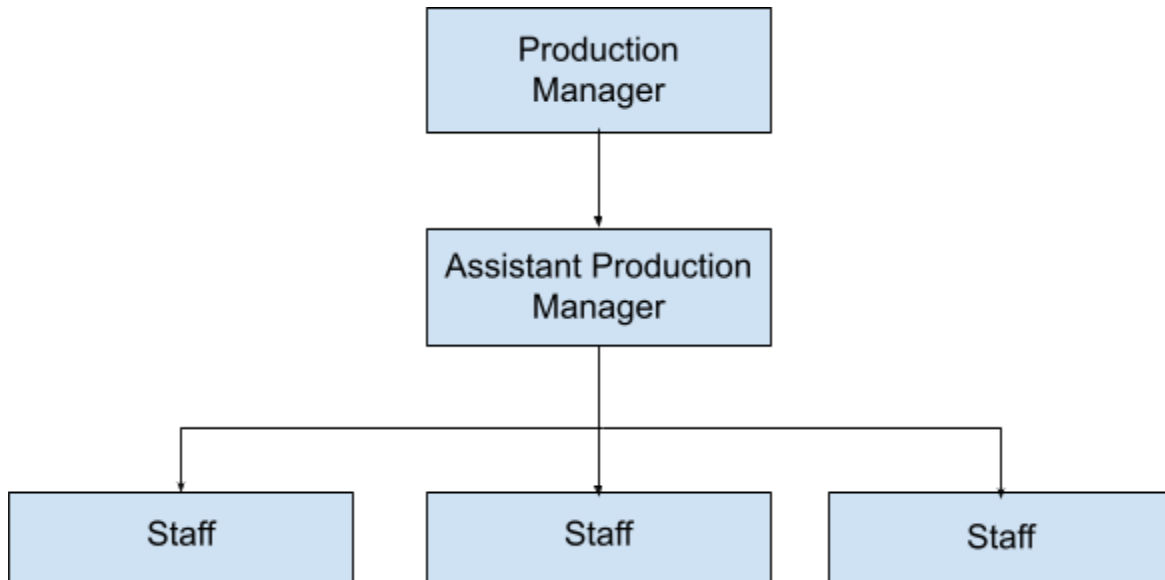 Production
Manager
Assistant Production
Manager
Staff
Staff
Staff